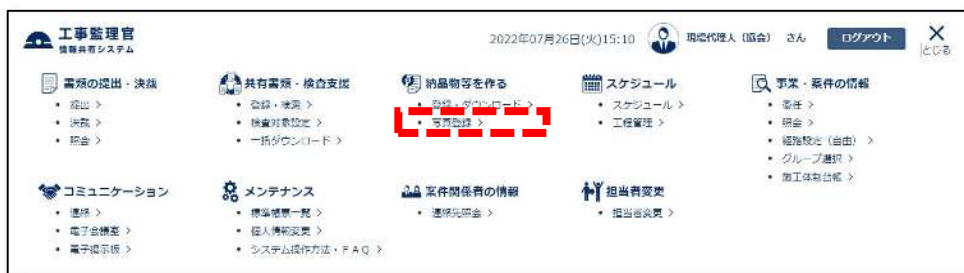 工事監理官
情報共有システム
2022年07月26日(火)15:10
現場代理人（協会） さん
ログアウト
とじる
書類の提出・決裁
・ 提出 >
・ 決裁 >
・ 照会 >
共有書類・検査支援
・ 登録・検索 >
・ 検査対象設定 >
・ 一括ダウンロード >
納品物等を作る
・ 登録・ダウンロード >
・ 写真登録 >
スケジュール
・ スケジュール >
・ 工程管理 >
事業・案件の情報
・ 委任 >
・ 照会 >
・ 経路設定（自由） >
・ グループ選択 >
・ 施工体制台帳 >
コミュニケーション
・ 連絡 >
・ 電子会議室 >
・ 電子掲示板 >
メンテナンス
・ 標準帳票一覧 >
・ 個人情報変更 >
・ システム操作方法・ＦＡＱ >
案件関係者の情報
・ 連絡先照会 >
担当者変更
・ 担当者変更 >